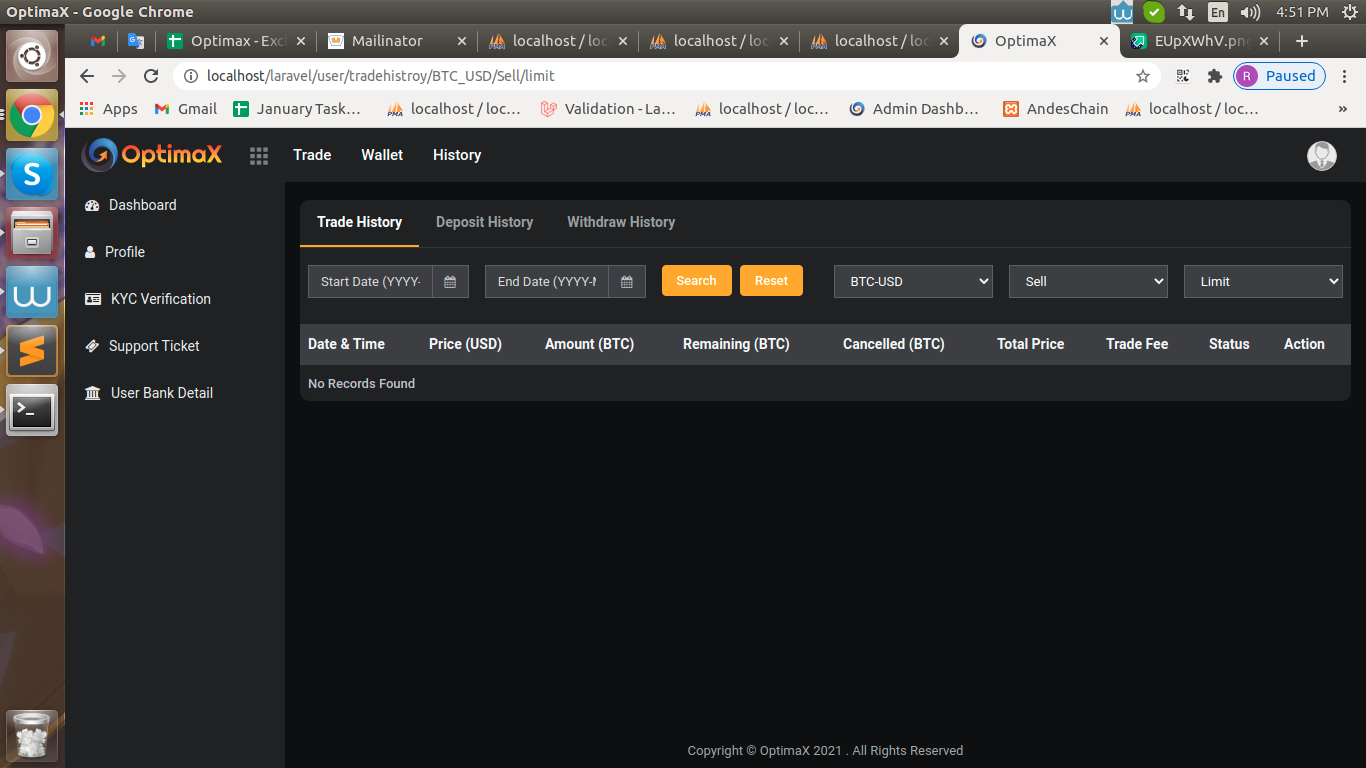 OptimaX - Google Chrome
En
4:51 PM
Optimax - Exc
Mailinator
localhost / loc
localhost / loc
localhost / loc
OptimaX
EUpXWhV.pn
localhost/laravel/user/tradehistroy/BTC_USD/Sell/limit
R
Paused
Apps
Gmail
January Task…
localhost / loc…
Validation - La…
localhost / loc…
Admin Dashb…
AndesChain
localhost / loc…
»
OptimaX
Trade
Wallet
History
Dashboard
Profile
KYC Verification
Support Ticket
User Bank Detail
Trade History
Deposit History
Withdraw History
Start Date (YYYY-
End Date (YYYY-M
Search
Reset
BTC-USD
Sell
Limit
Date & Time
Price (USD)
Amount (BTC)
Remaining (BTC)
Cancelled (BTC)
Total Price
Trade Fee
Status
Action
No Records Found
Copyright © OptimaX 2021 . All Rights Reserved